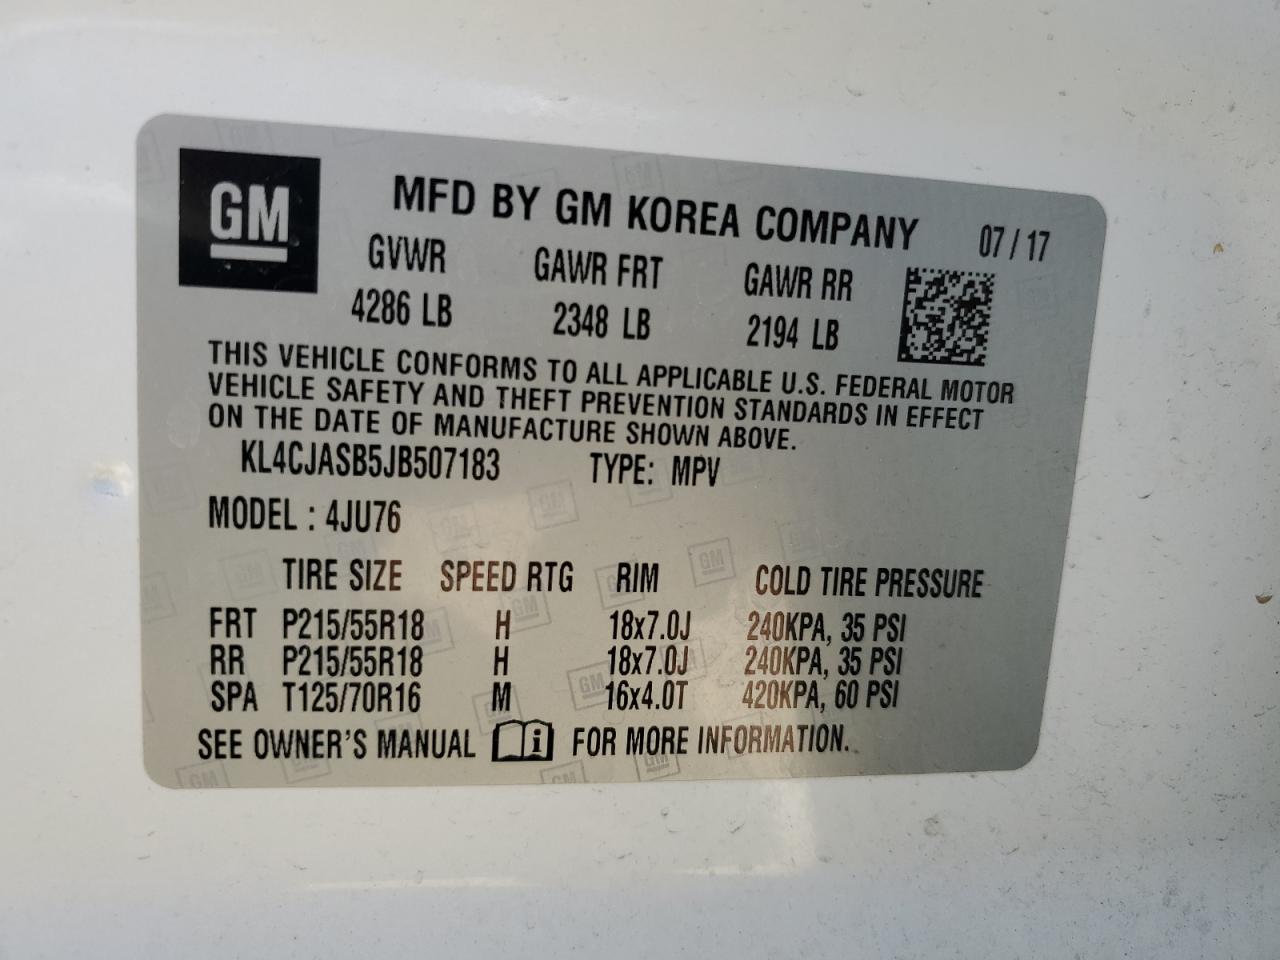 GM
MFD BY GM KOREA COMPANY 07/17
GVWR GAWR FRT GAWR RR
4286 LB 2348 LB 2194 LB
THIS VEHICLE CONFORMS TO ALL APPLICABLE U.S. FEDERAL MOTOR
VEHICLE SAFETY AND THEFT PREVENTION STANDARDS IN EFFECT
ON THE DATE OF MANUFACTURE SHOWN ABOVE.
KL4CJASB5JB507183 TYPE: MPV
MODEL : 4JU76
TIRE SIZE SPEED RTG RIM COLD TIRE PRESSURE
FRT P215/55R18 H 18x7.0J 240KPA, 35 PSI
RR P215/55R18 H 18x7.0J 240KPA, 35 PSI
SPA T125/70R16 M 16x4.0T 420KPA, 60 PSI
SEE OWNER'S MANUAL i FOR MORE INFORMATION.